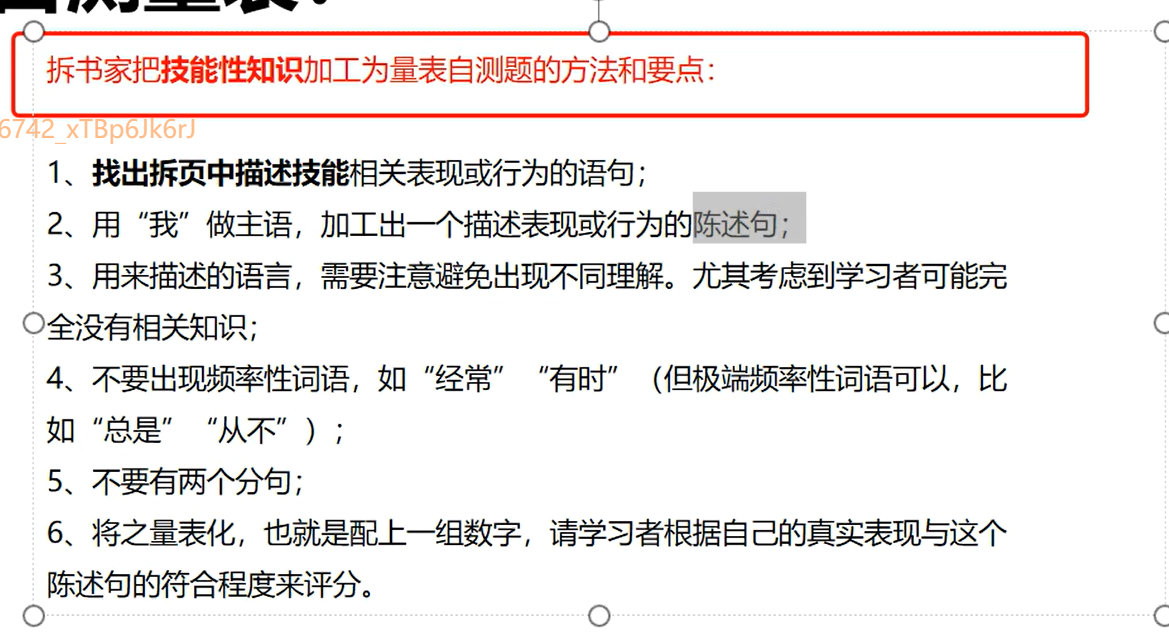 自测量表：
拆书家把技能性知识加工为量表自测题的方法和要点：
6742_xTBp6Jk6rJ
1、找出拆页中描述技能相关表现或行为的语句；
2、用“我”做主语，加工出一个描述表现或行为的陈述句；
3、用来描述的语言，需要注意避免出现不同理解。尤其考虑到学习者可能完
全没有相关知识；
4、不要出现频率性词语，如“经常”“有时”（但极端频率性词语可以，比
如“总是”“从不”）；
5、不要有两个分句；
6、将之量表化，也就是配上一组数字，请学习者根据自己的真实表现与这个
陈述句的符合程度来评分。